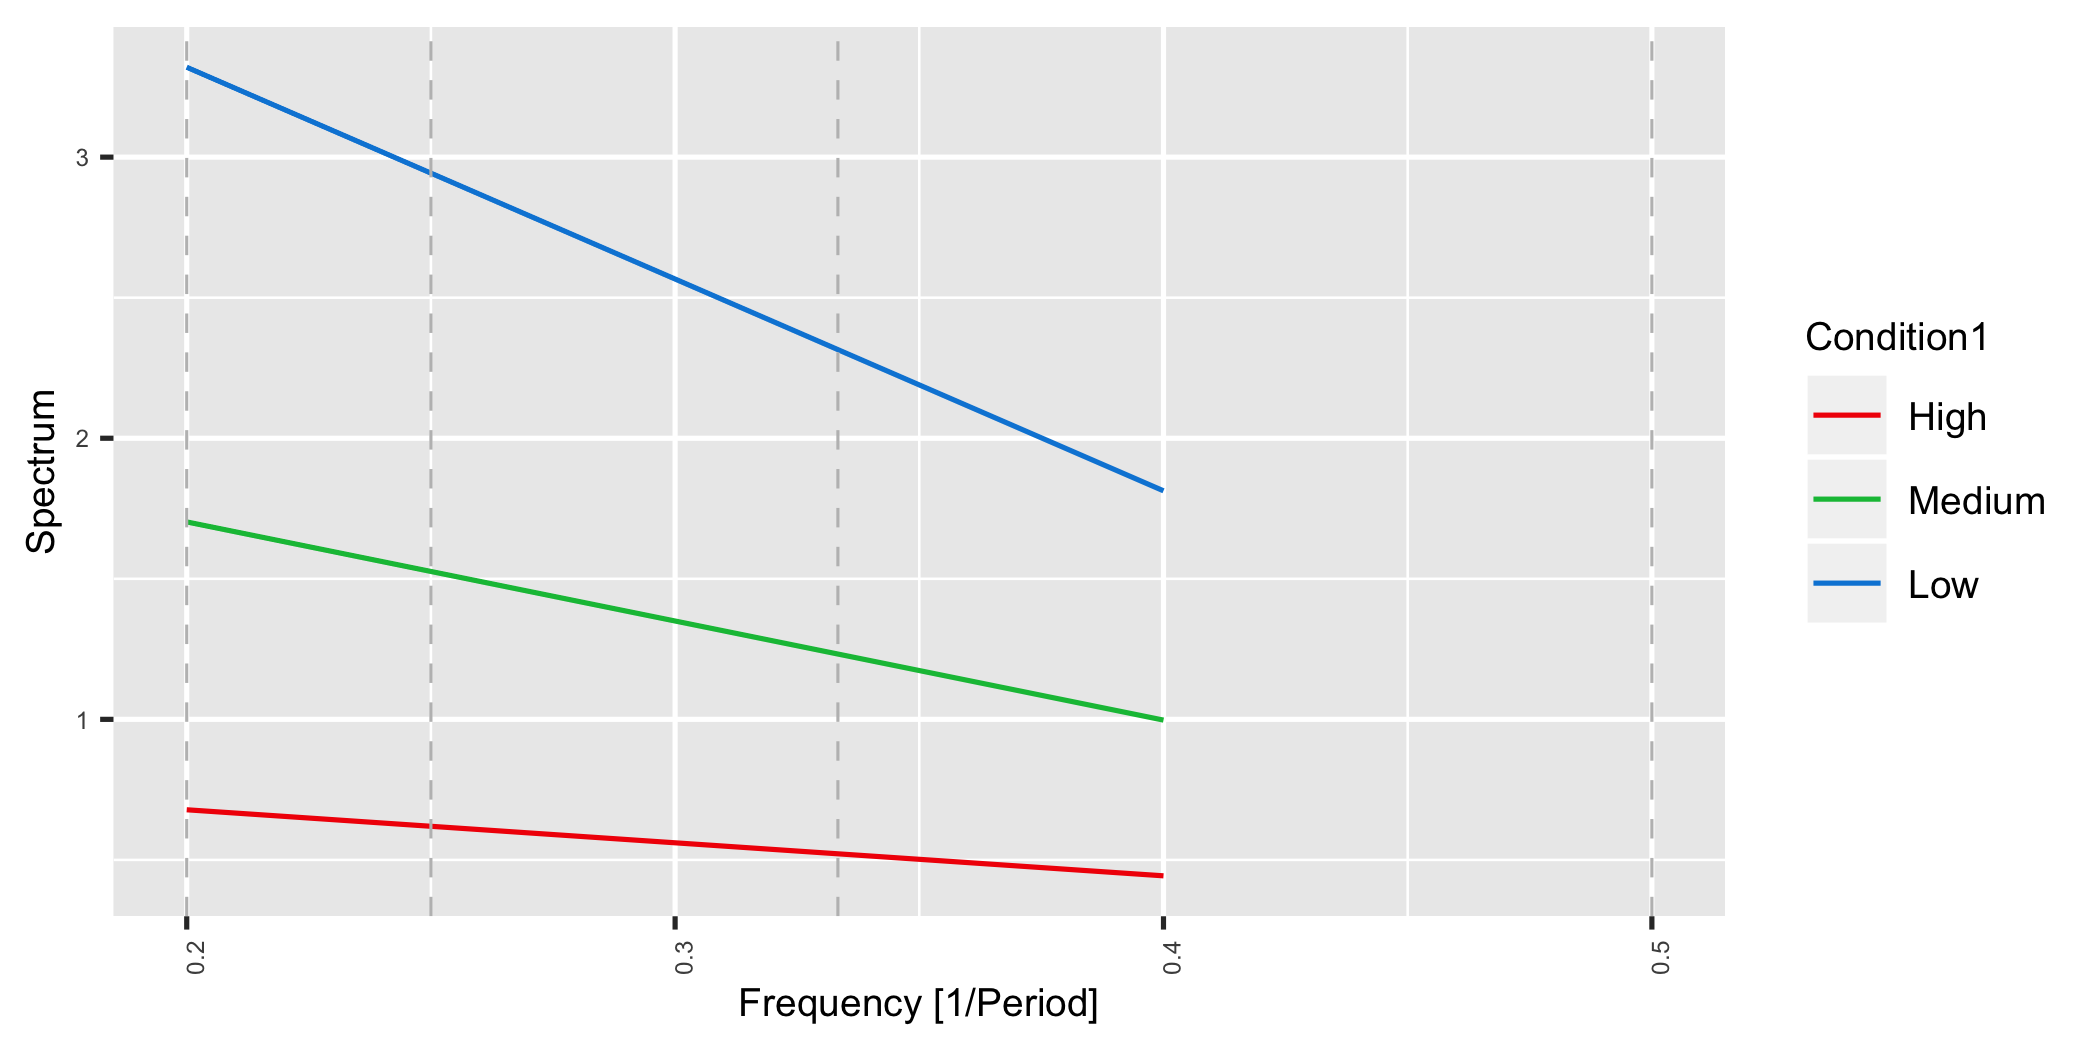 Spectrum
3
2
1
0.2
0.3
0.4
0.5
Frequency [1/Period]
Condition1
High
Medium
Low